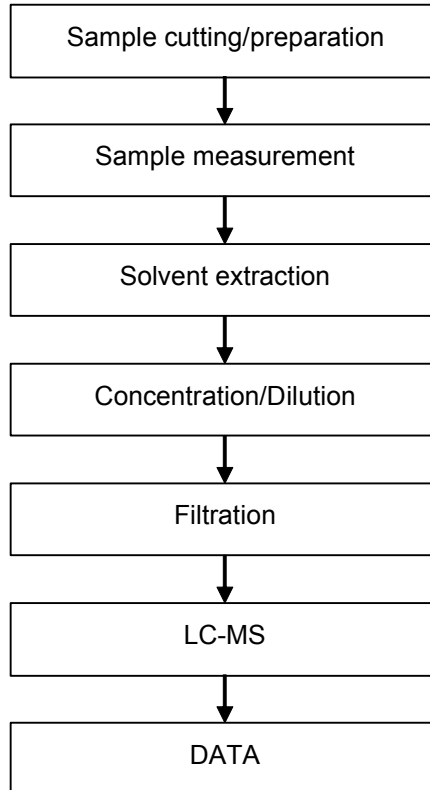 Sample cutting/preparation
Sample measurement
Solvent extraction
Concentration/Dilution
Filtration
LC-MS
DATA